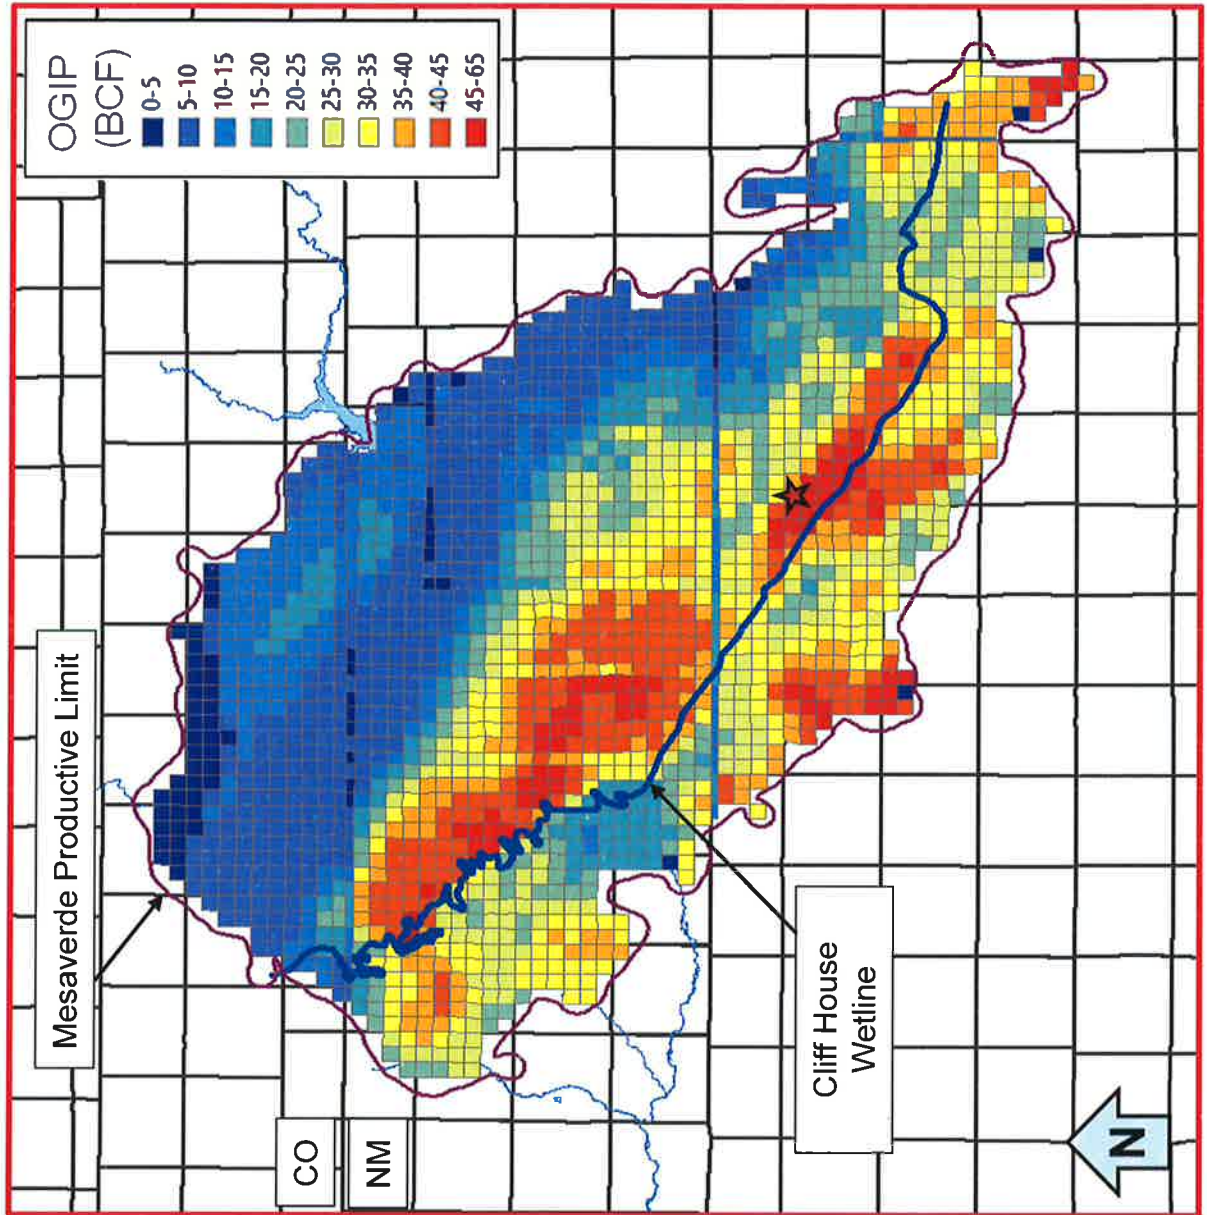 OGIP
(BCF)
0-5
5-10
10-15
15-20
20-25
25-30
30-35
35-40
40-45
45-65
Mesaverde Productive Limit
CO
NM
Cliff House
Wetline
N